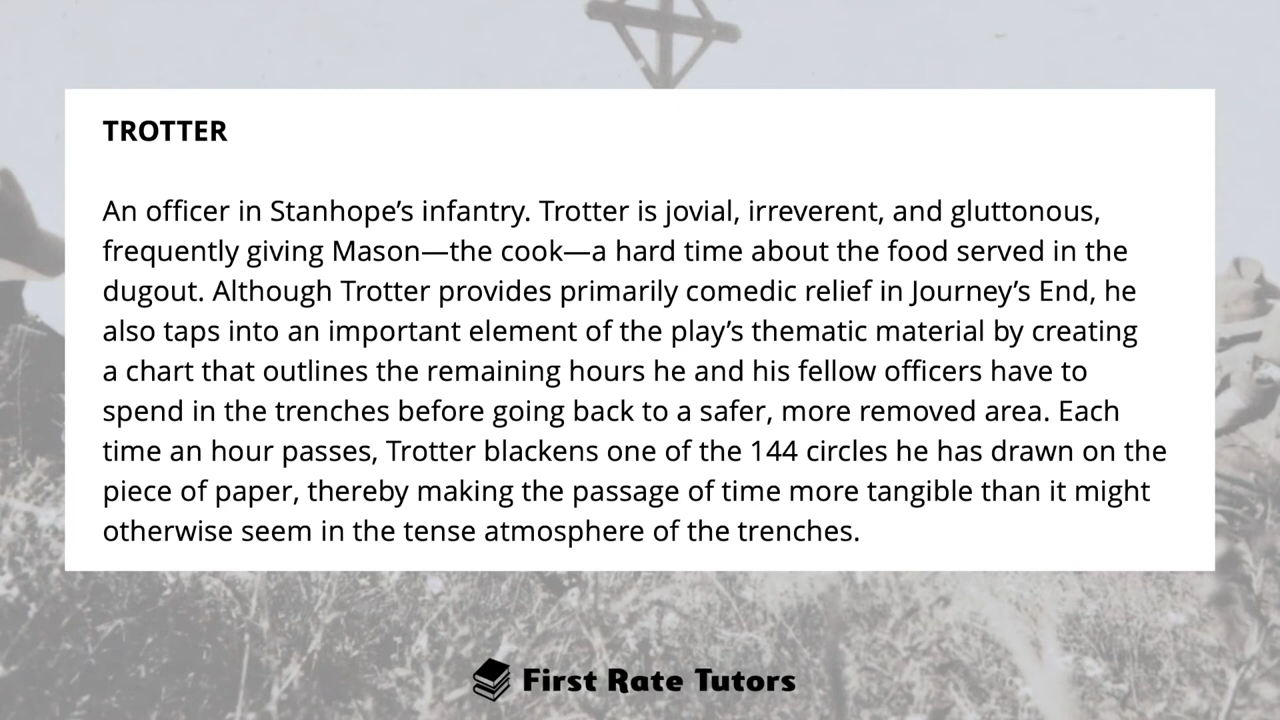 TROTTER
An officer in Stanhope’s infantry. Trotter is jovial, irreverent, and gluttonous,
frequently giving Mason—the cook—a hard time about the food served in the
dugout. Although Trotter provides primarily comedic relief in Journey’s End, he
also taps into an important element of the play’s thematic material by creating
a chart that outlines the remaining hours he and his fellow officers have to
spend in the trenches before going back to a safer, more removed area. Each
time an hour passes, Trotter blackens one of the 144 circles he has drawn on the
piece of paper, thereby making the passage of time more tangible than it might
otherwise seem in the tense atmosphere of the trenches.
First Rate Tutors